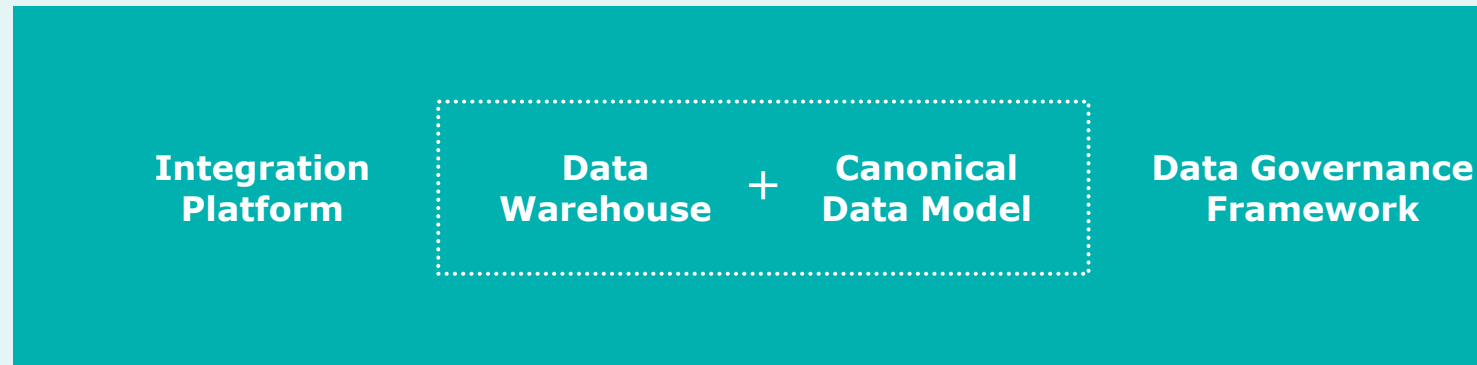 Integration
Platform
Data
Warehouse
+
Canonical
Data Model
Data Governance
Framework